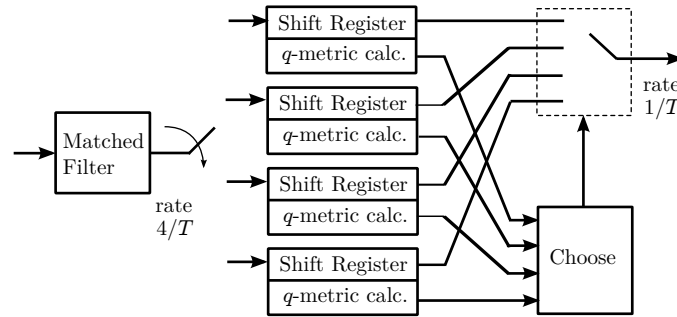 Shift Register
q-metric calc.
rate
1/T
Shift Register
q-metric calc.
Matched
Filter
rate
4/T
Shift Register
q-metric calc.
Choose
Shift Register
q-metric calc.